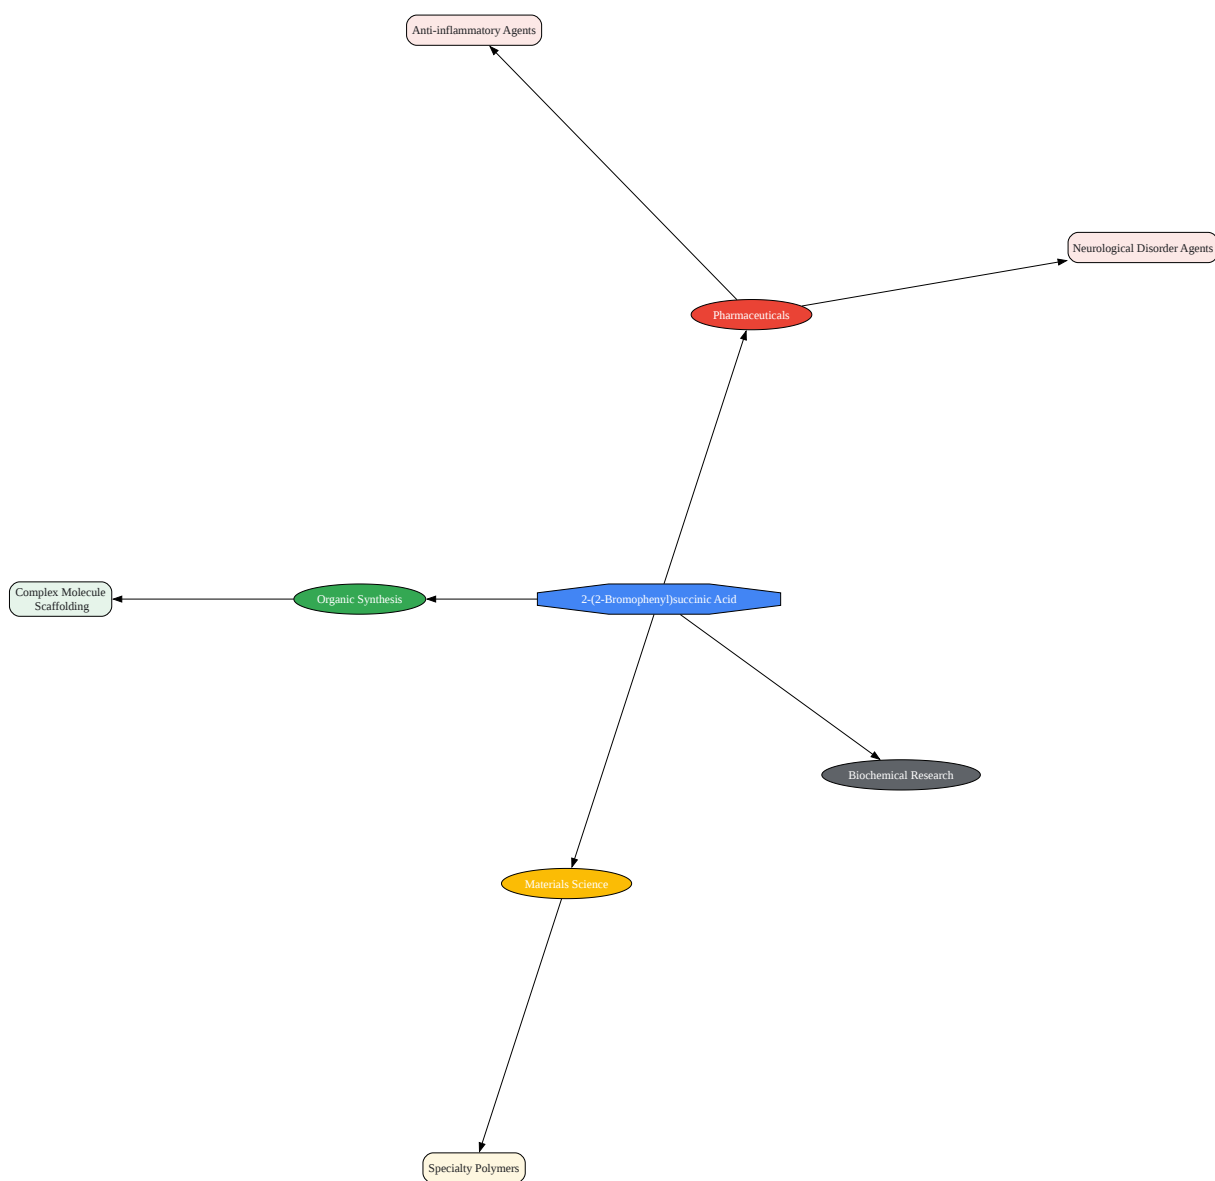 Anti-inflammatory Agents
Neurological Disorder Agents
Pharmaceuticals
Complex Molecule
Scaffolding
Organic Synthesis
2-(2-Bromophenyl)succinic Acid
Biochemical Research
Materials Science
Specialty Polymers